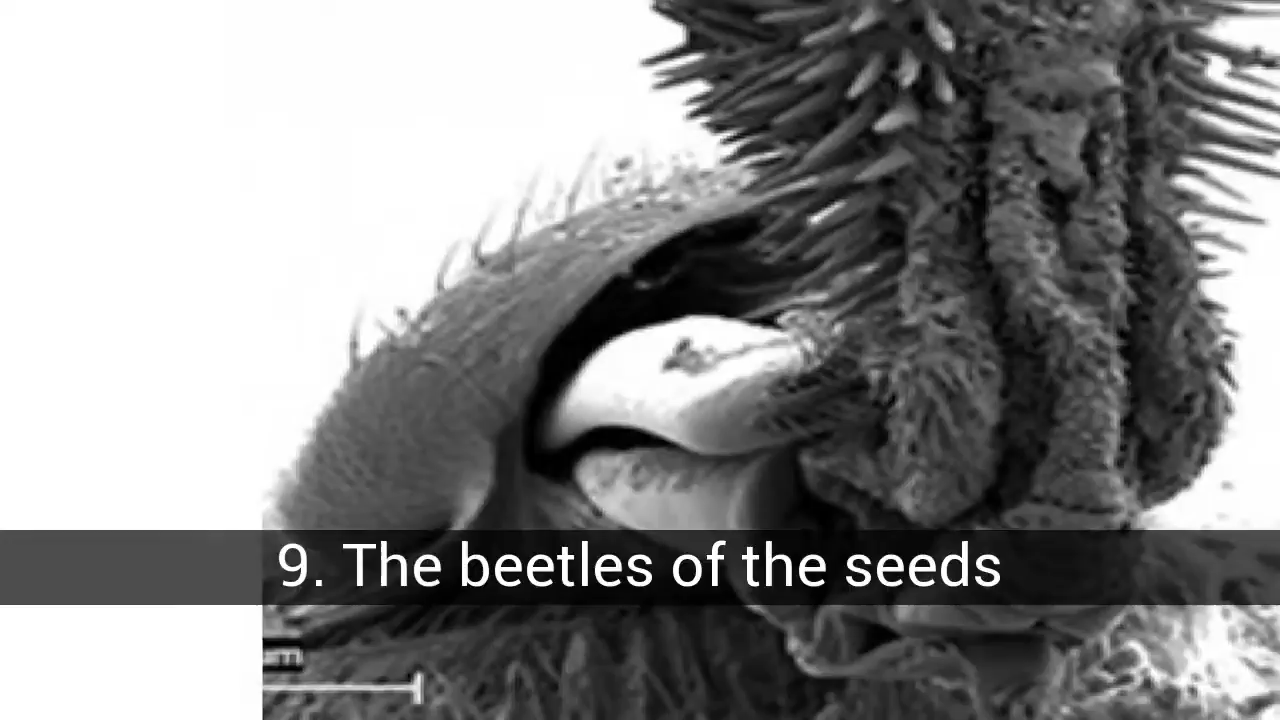 9. The beetles of the seeds